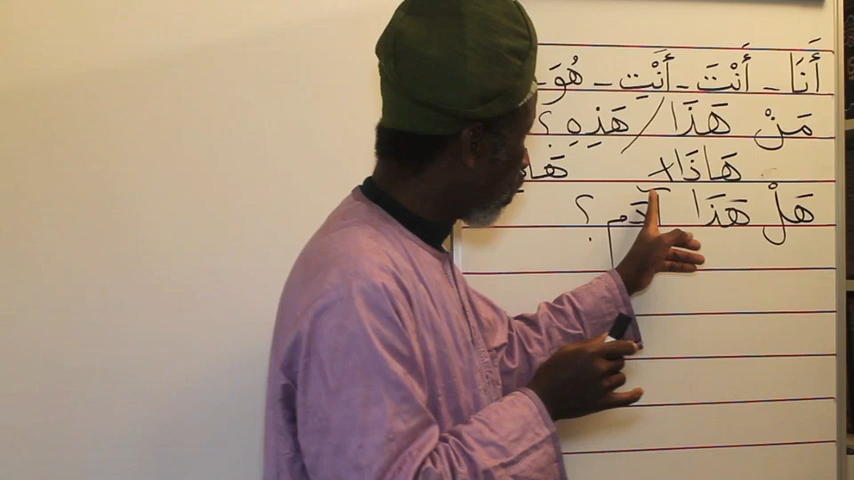 أَنَا - أَنْتَ - أَنْتِ - هُوَ -
مَنْ هَٰذَا / هَٰذِهِ ؟
هَاذَا x
هَلْ هَٰذَا آدَم ؟